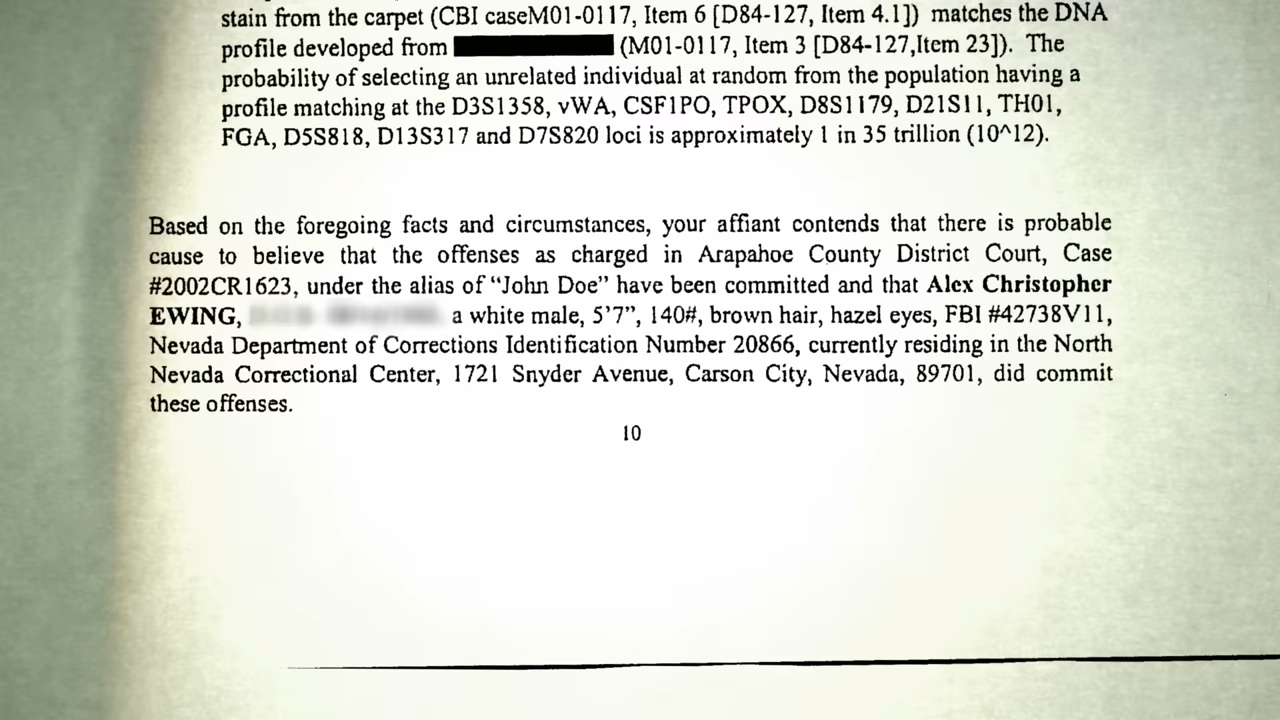 stain from the carpet (CBI caseM01-0117, Item 6 [D84-127, Item 4.1]) matches the DNA
profile developed from (M01-0117, Item 3 [D84-127,Item 23]). The
probability of selecting an unrelated individual at random from the population having a
profile matching at the D3S1358, vWA, CSF1PO, TPOX, D8S1179, D21S11, TH01,
FGA, D5S818, D13S317 and D7S820 loci is approximately 1 in 35 trillion (10^12).
Based on the foregoing facts and circumstances, your affiant contends that there is probable
cause to believe that the offenses as charged in Arapahoe County District Court, Case
#2002CR1623, under the alias of “John Doe” have been committed and that Alex Christopher
EWING, a white male, 5’7”, 140#, brown hair, hazel eyes, FBI #42738V11,
Nevada Department of Corrections Identification Number 20866, currently residing in the North
Nevada Correctional Center, 1721 Snyder Avenue, Carson City, Nevada, 89701, did commit
these offenses.
10